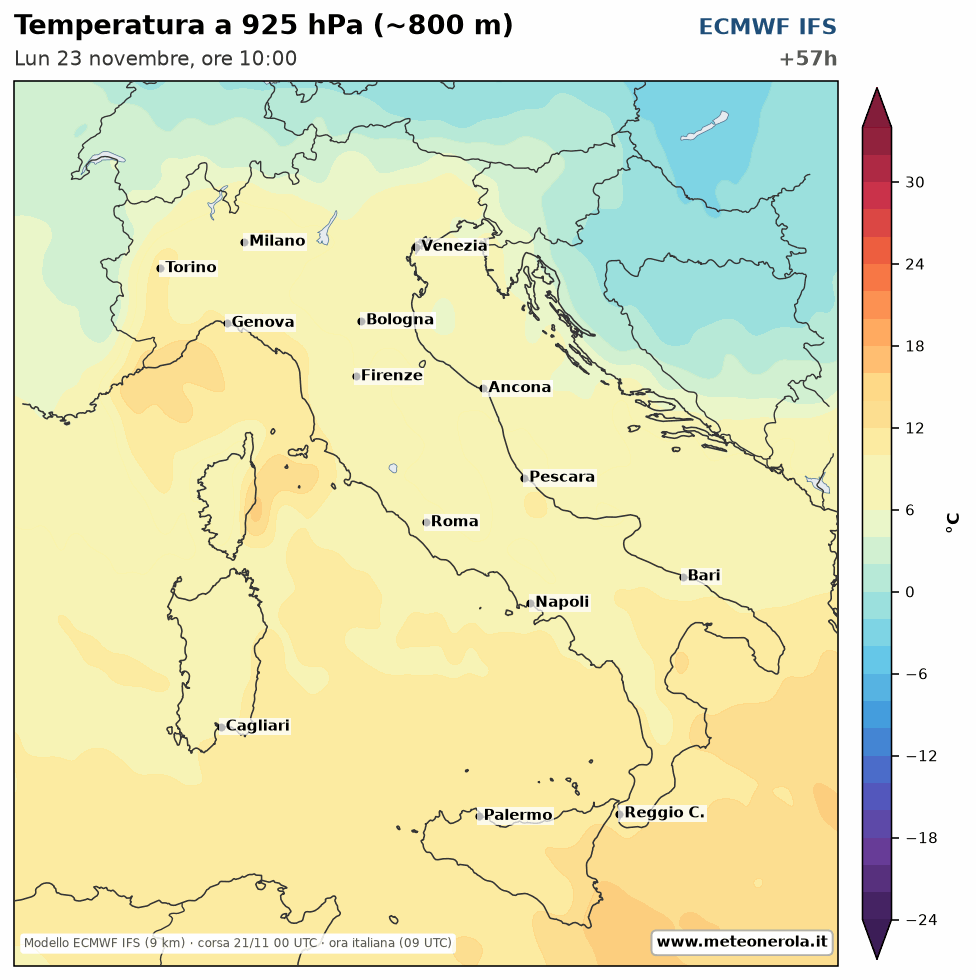 Temperatura a 925 hPa (~800 m)
ECMWF IFS
Lun 23 novembre, ore 10:00
+57h
Milano
Venezia
Torino
Genova
Bologna
Firenze
Ancona
Pescara
Roma
Bari
Napoli
Cagliari
Palermo
Reggio C.
30
24
18
12
6
0
−6
−12
−18
−24
°C
Modello ECMWF IFS (9 km) · corsa 21/11 00 UTC · ora italiana (09 UTC)
www.meteonerola.it